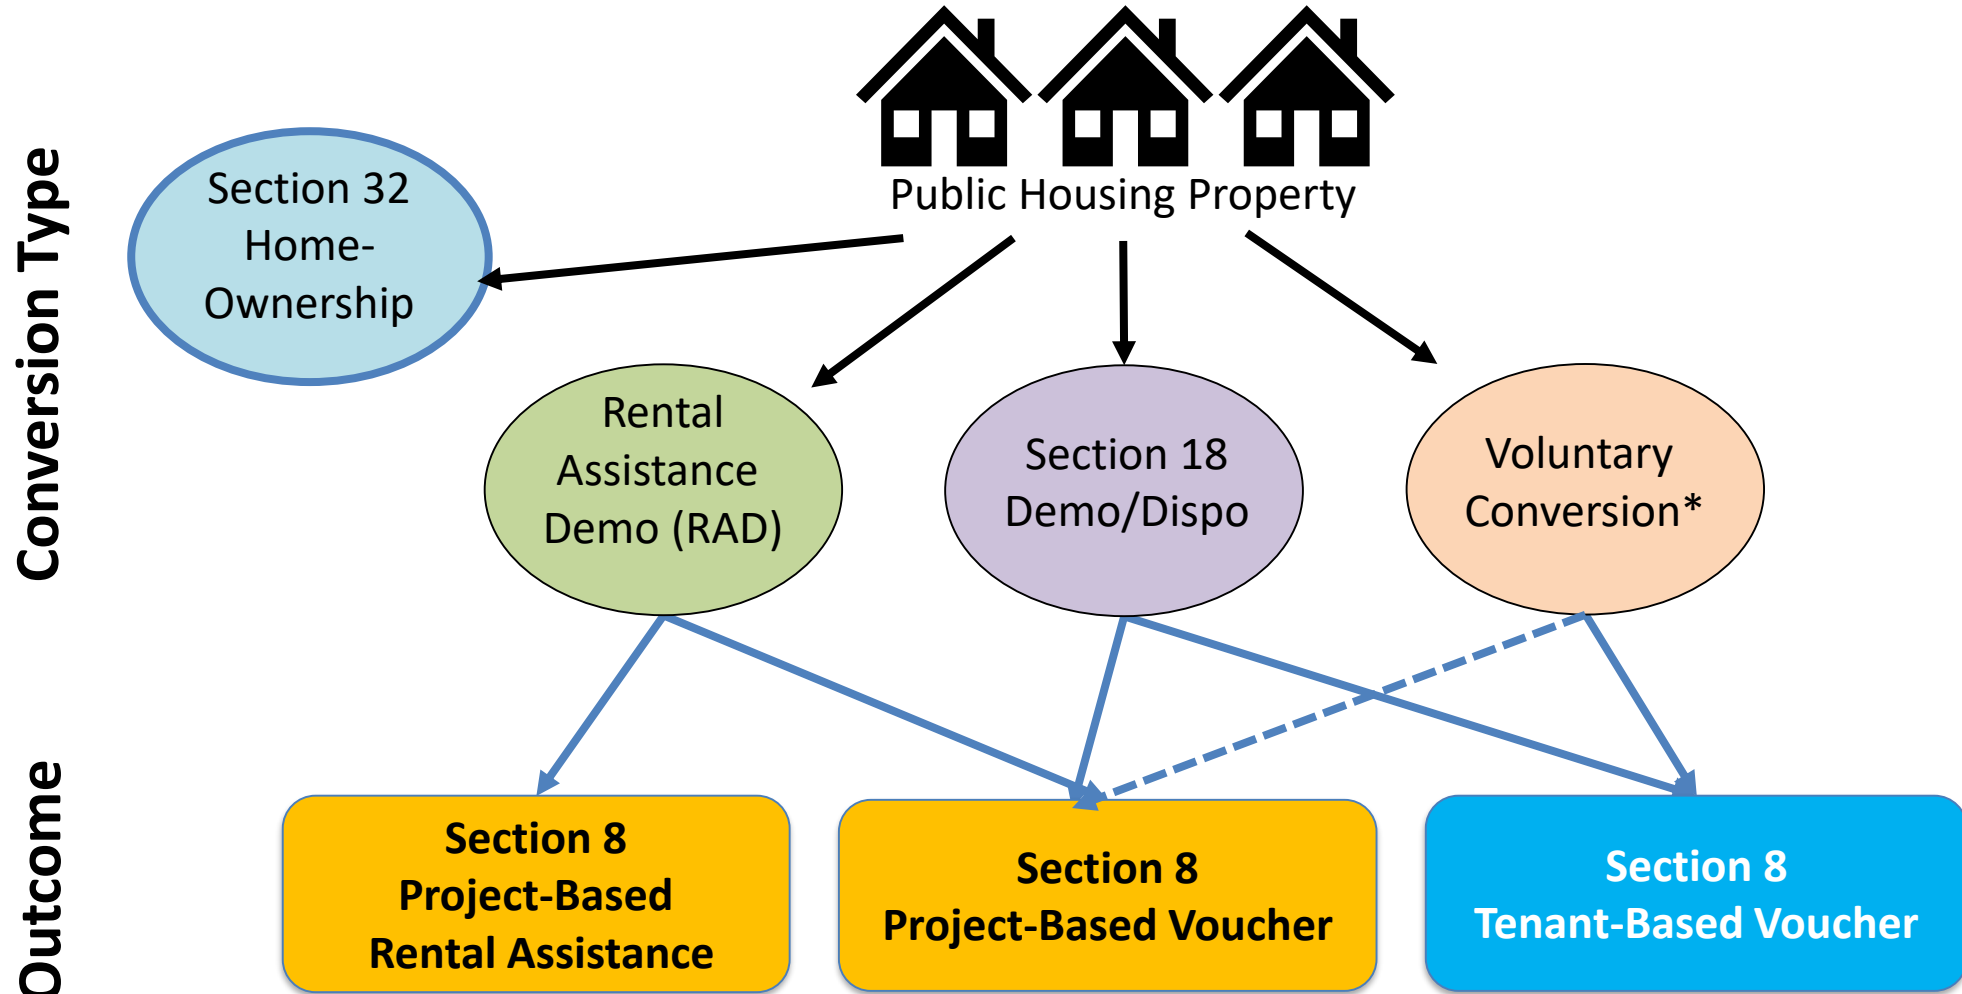 Conversion Type
Public Housing Property
Section 32
Home-
Ownership
Rental
Assistance
Demo (RAD)
Section 18
Demo/Dispo
Voluntary
Conversion*
Outcome
Section 8
Project-Based
Rental Assistance
Section 8
Project-Based Voucher
Section 8
Tenant-Based Voucher